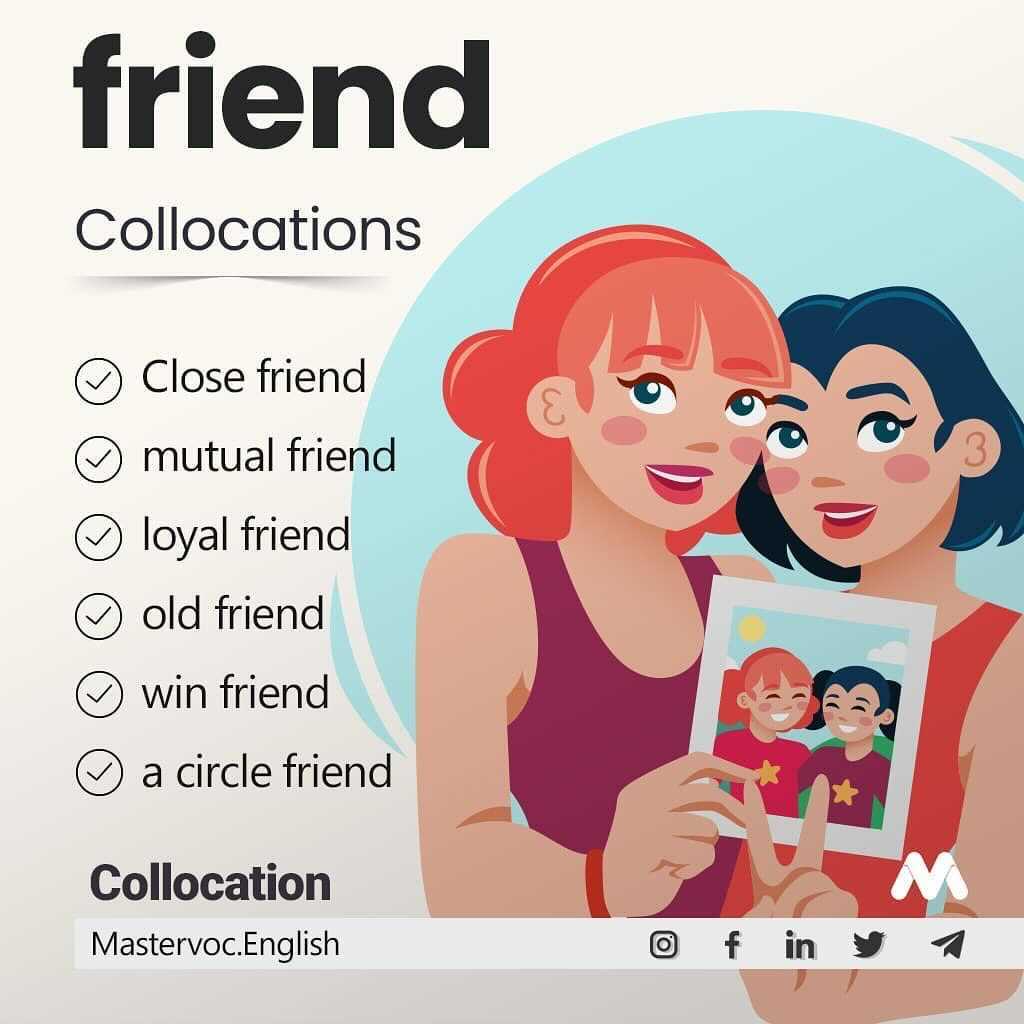 friend
Collocations
Close friend
mutual friend
loyal friend
old friend
win friend
a circle friend
Collocation
Mastervoc.English